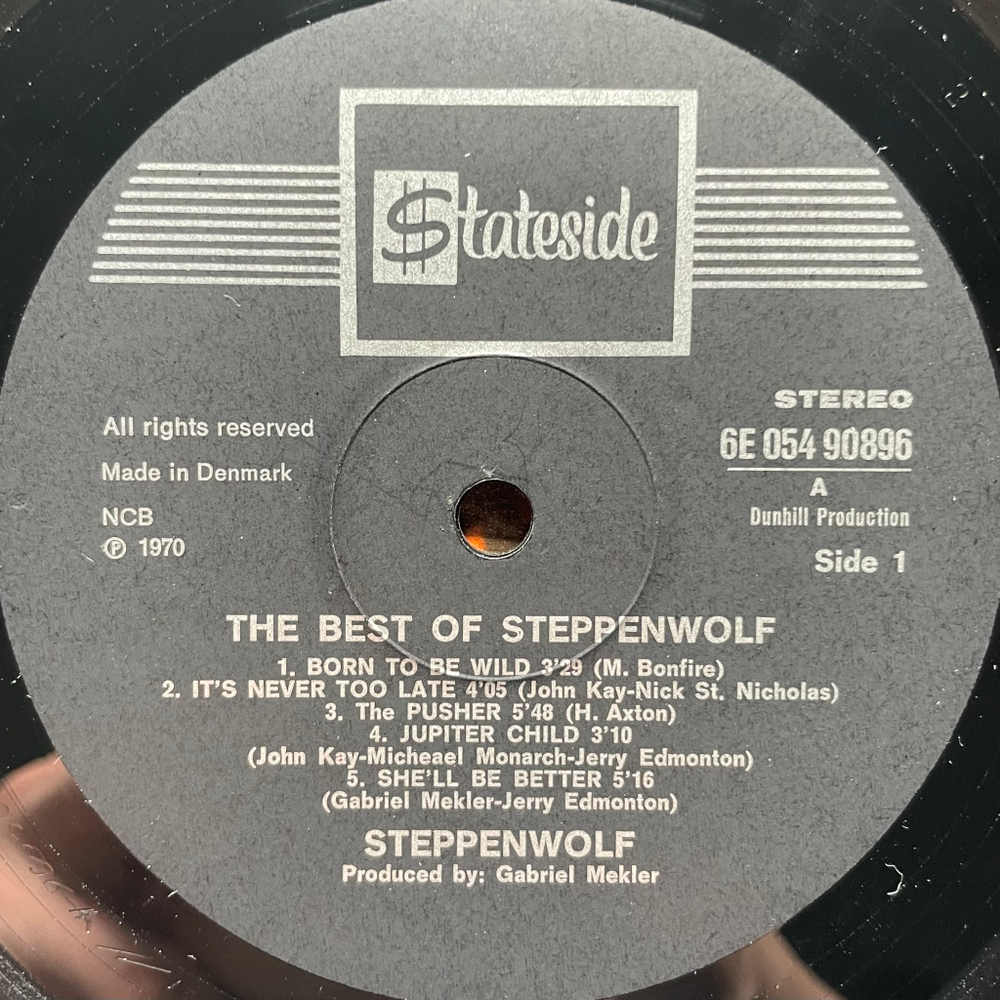 $tateside
STEREO
6E 054 90896
A
Dunhill Production
Side 1
All rights reserved
Made in Denmark
NCB
℗ 1970
THE BEST OF STEPPENWOLF
1. BORN TO BE WILD 3'29 (M. Bonfire)
2. IT'S NEVER TOO LATE 4'05 (John Kay-Nick St. Nicholas)
3. The PUSHER 5'48 (H. Axton)
4. JUPITER CHILD 3'10
(John Kay-Micheael Monarch-Jerry Edmonton)
5. SHE'LL BE BETTER 5'16
(Gabriel Mekler-Jerry Edmonton)
STEPPENWOLF
Produced by: Gabriel Mekler